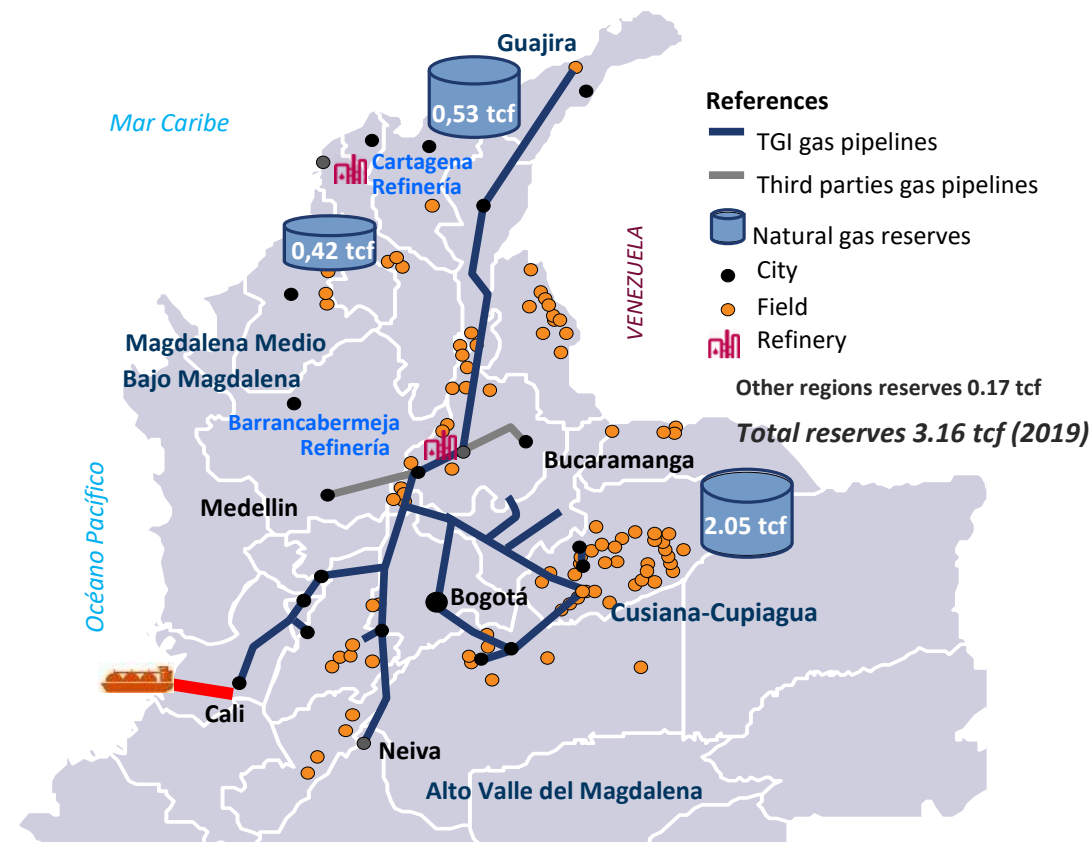 Guajira
0,53 tcf
Mar Caribe
Cartagena
Refinería
0,42 tcf
VENEZUELA
References
TGI gas pipelines
Third parties gas pipelines
Natural gas reserves
City
Field
Refinery
Other regions reserves 0.17 tcf
Total reserves 3.16 tcf (2019)
Magdalena Medio
Bajo Magdalena
Barrancabermeja
Refinería
Bucaramanga
Medellin
2.05 tcf
Océano Pacífico
Bogotá
Cusiana-Cupiagua
Cali
Neiva
Alto Valle del Magdalena